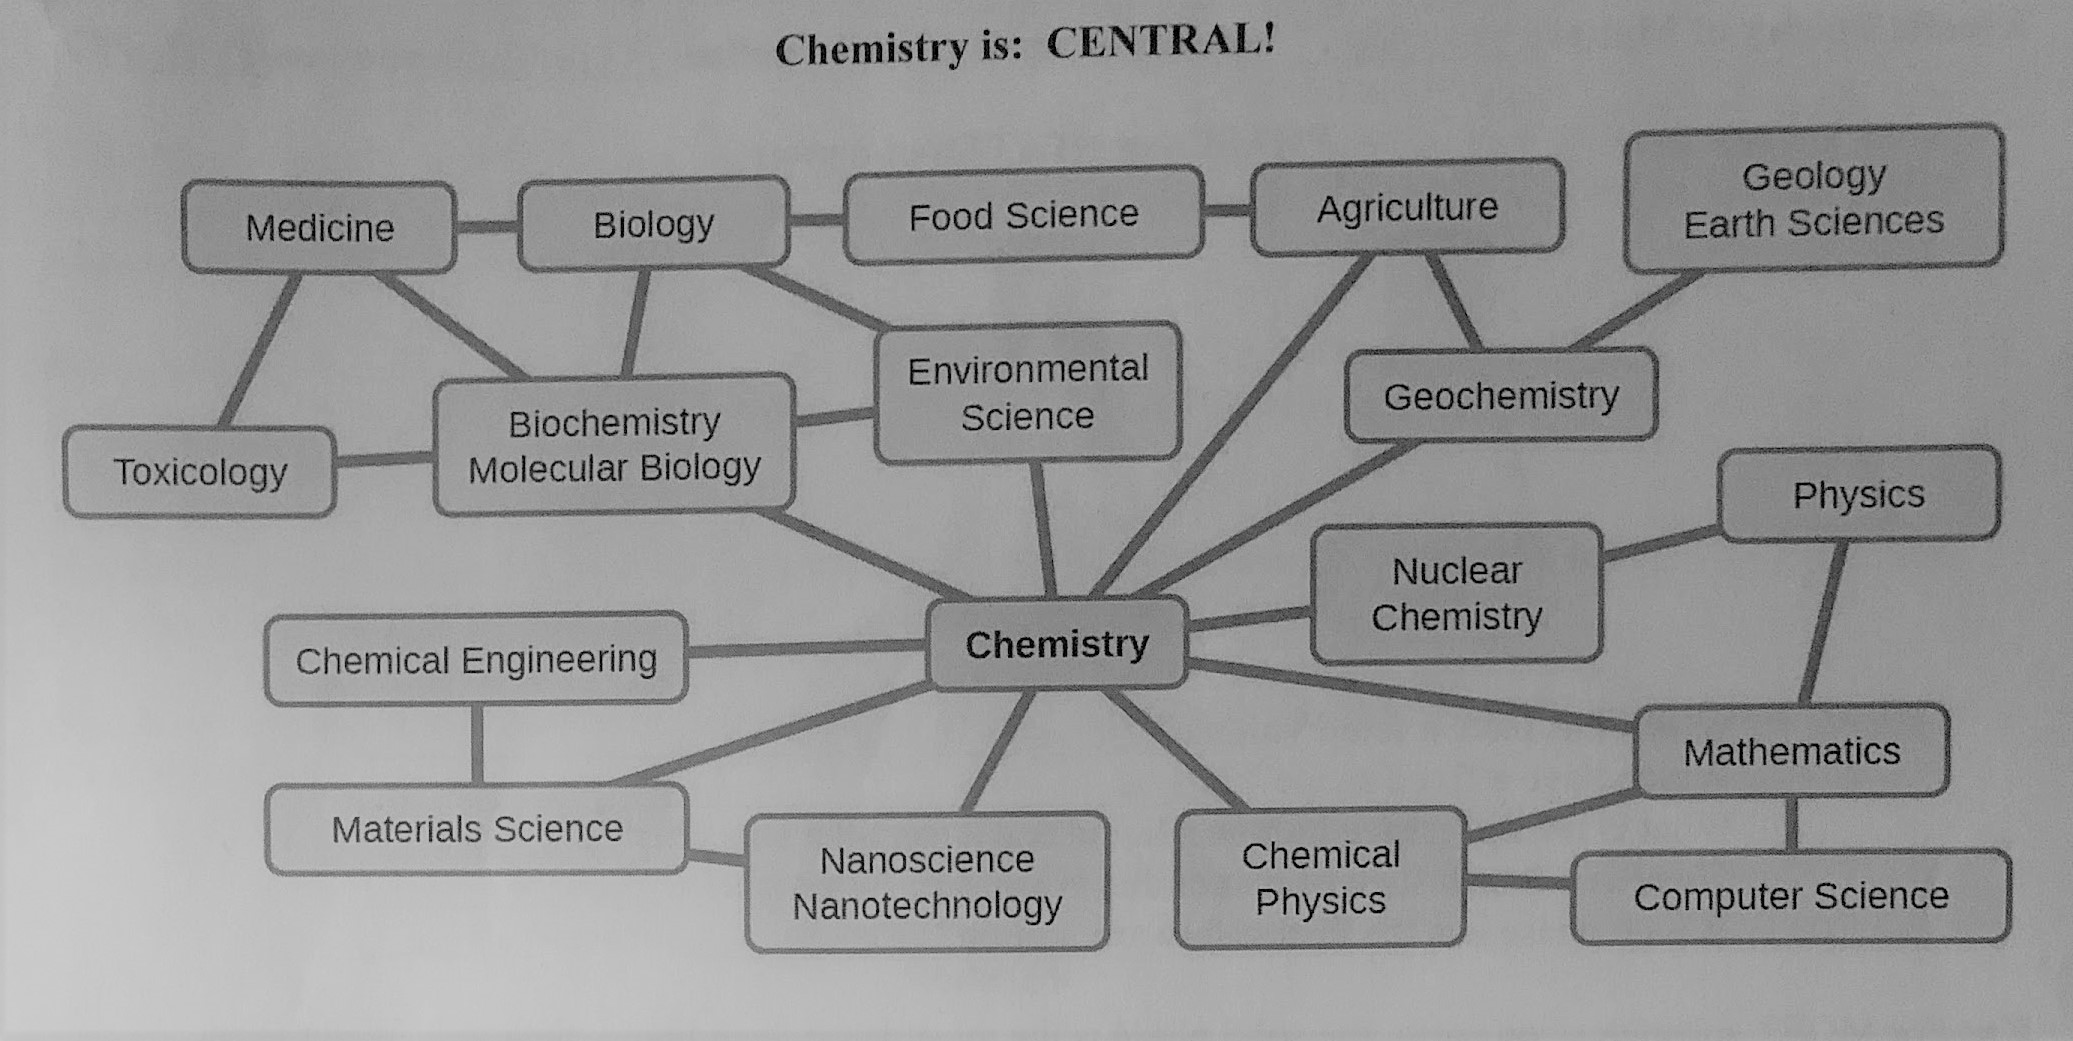 Chemistry is: CENTRAL!
Medicine
Biology
Food Science
Agriculture
Geology
Earth Sciences
Environmental
Science
Geochemistry
Biochemistry
Molecular Biology
Toxicology
Physics
Nuclear
Chemistry
Chemistry
Chemical Engineering
Mathematics
Materials Science
Nanoscience
Nanotechnology
Chemical
Physics
Computer Science